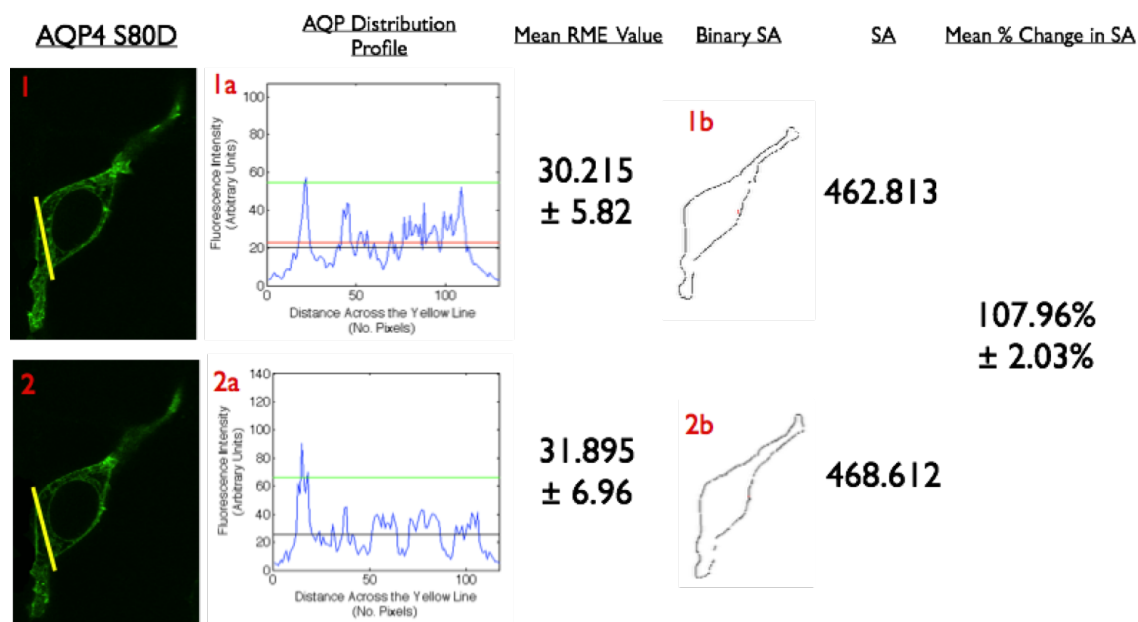 AQP4 S80D
AQP Distribution
Profile
Mean RME Value
Binary SA
SA
Mean % Change in SA
1
1a
100
80
60
40
20
0
0
50
100
Fluorescence Intensity
(Arbitrary Units)
Distance Across the Yellow Line
(No. Pixels)
30.215
± 5.82
1b
462.813
107.96%
± 2.03%
2
2a
140
120
100
80
60
40
20
0
0
50
100
Fluorescence Intensity
(Arbitrary Units)
Distance Across the Yellow Line
(No. Pixels)
31.895
± 6.96
2b
468.612